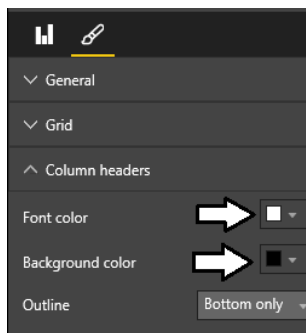 General
Grid
Column headers
Font color
Background color
Outline Bottom only